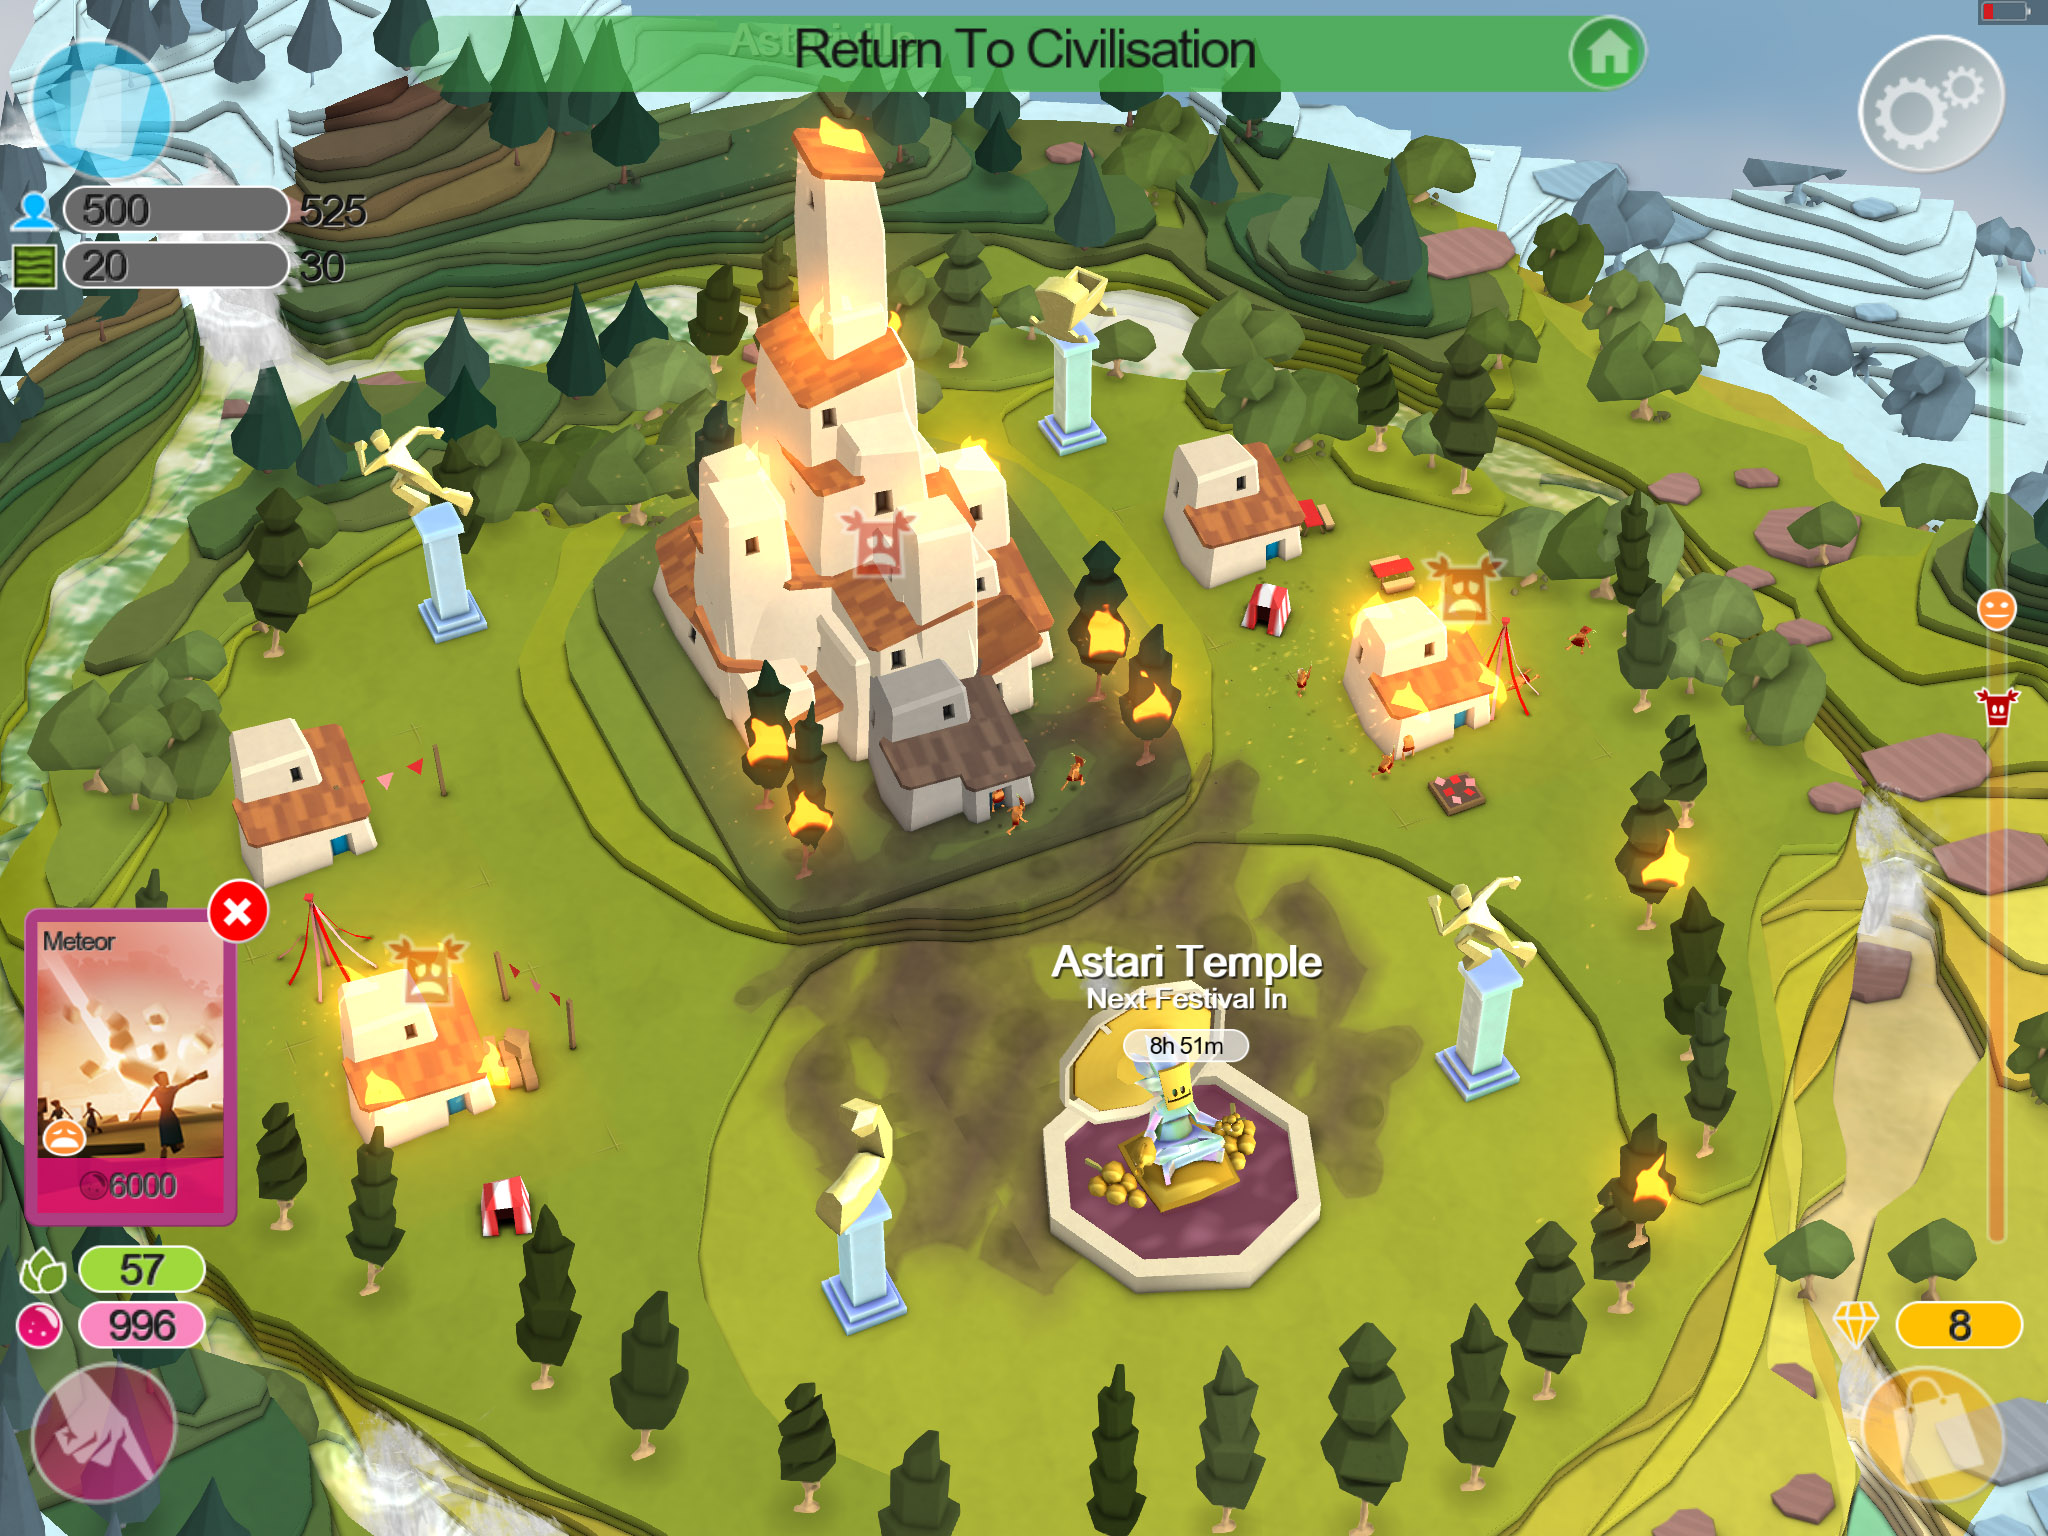 Astariville
Return To Civilisation
500 525
20 30
Meteor
6000
Astari Temple
Next Festival In
8h 51m
57
996
8